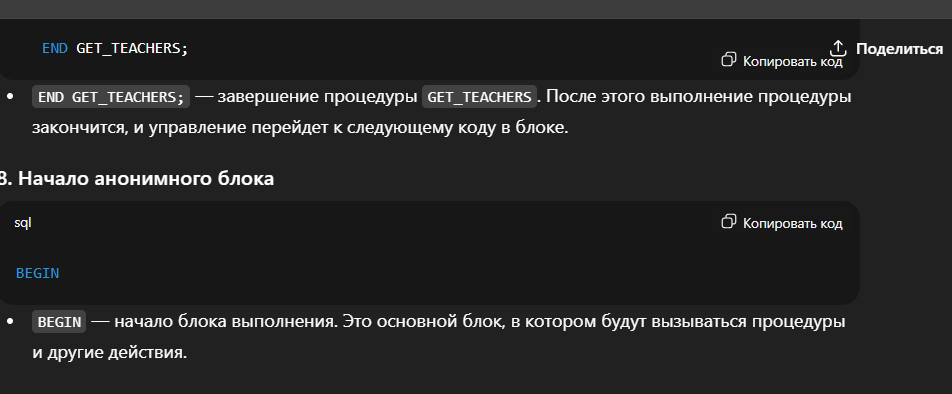 END GET_TEACHERS;
Поделиться
Копировать код
• END GET_TEACHERS; — завершение процедуры GET_TEACHERS. После этого выполнение процедуры
закончится, и управление перейдет к следующему коду в блоке.
8. Начало анонимного блока
sql
Копировать код
BEGIN
• BEGIN — начало блока выполнения. Это основной блок, в котором будут вызываться процедуры
и другие действия.